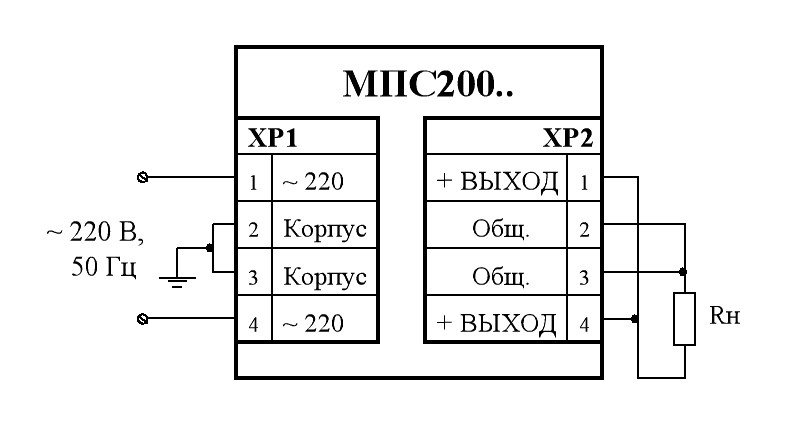 МПС200..
XP1
1 ~ 220
2 Корпус
3 Корпус
4 ~ 220
~ 220 В,
50 Гц
XP2
+ ВЫХОД 1
Общ. 2
Общ. 3
+ ВЫХОД 4
Rн